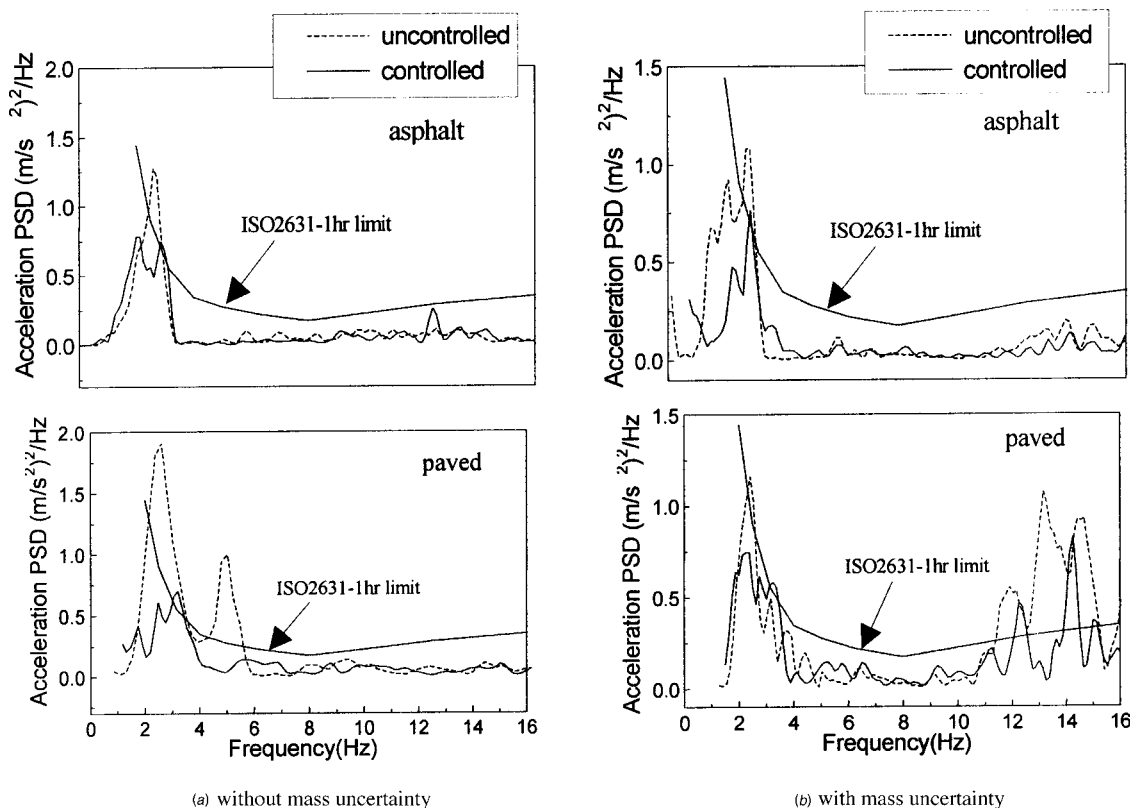 uncontrolled
controlled
asphalt
ISO2631-1hr limit
Acceleration PSD (m/s 2)2/Hz
2.0
1.5
1.0
0.5
0.0
uncontrolled
controlled
asphalt
ISO2631-1hr limit
Acceleration PSD (m/s 2)2/Hz
1.5
1.0
0.5
0.0
paved
ISO2631-1hr limit
Acceleration PSD (m/s²)²/Hz
2.0
1.5
1.0
0.5
0.0
0 2 4 6 8 10 12 14 16
Frequency(Hz)
paved
ISO2631-1hr limit
Acceleration PSD (m/s 2)2/Hz
1.5
1.0
0.5
0.0
0 2 4 6 8 10 12 14 16
Frequency(Hz)
(a) without mass uncertainty
(b) with mass uncertainty